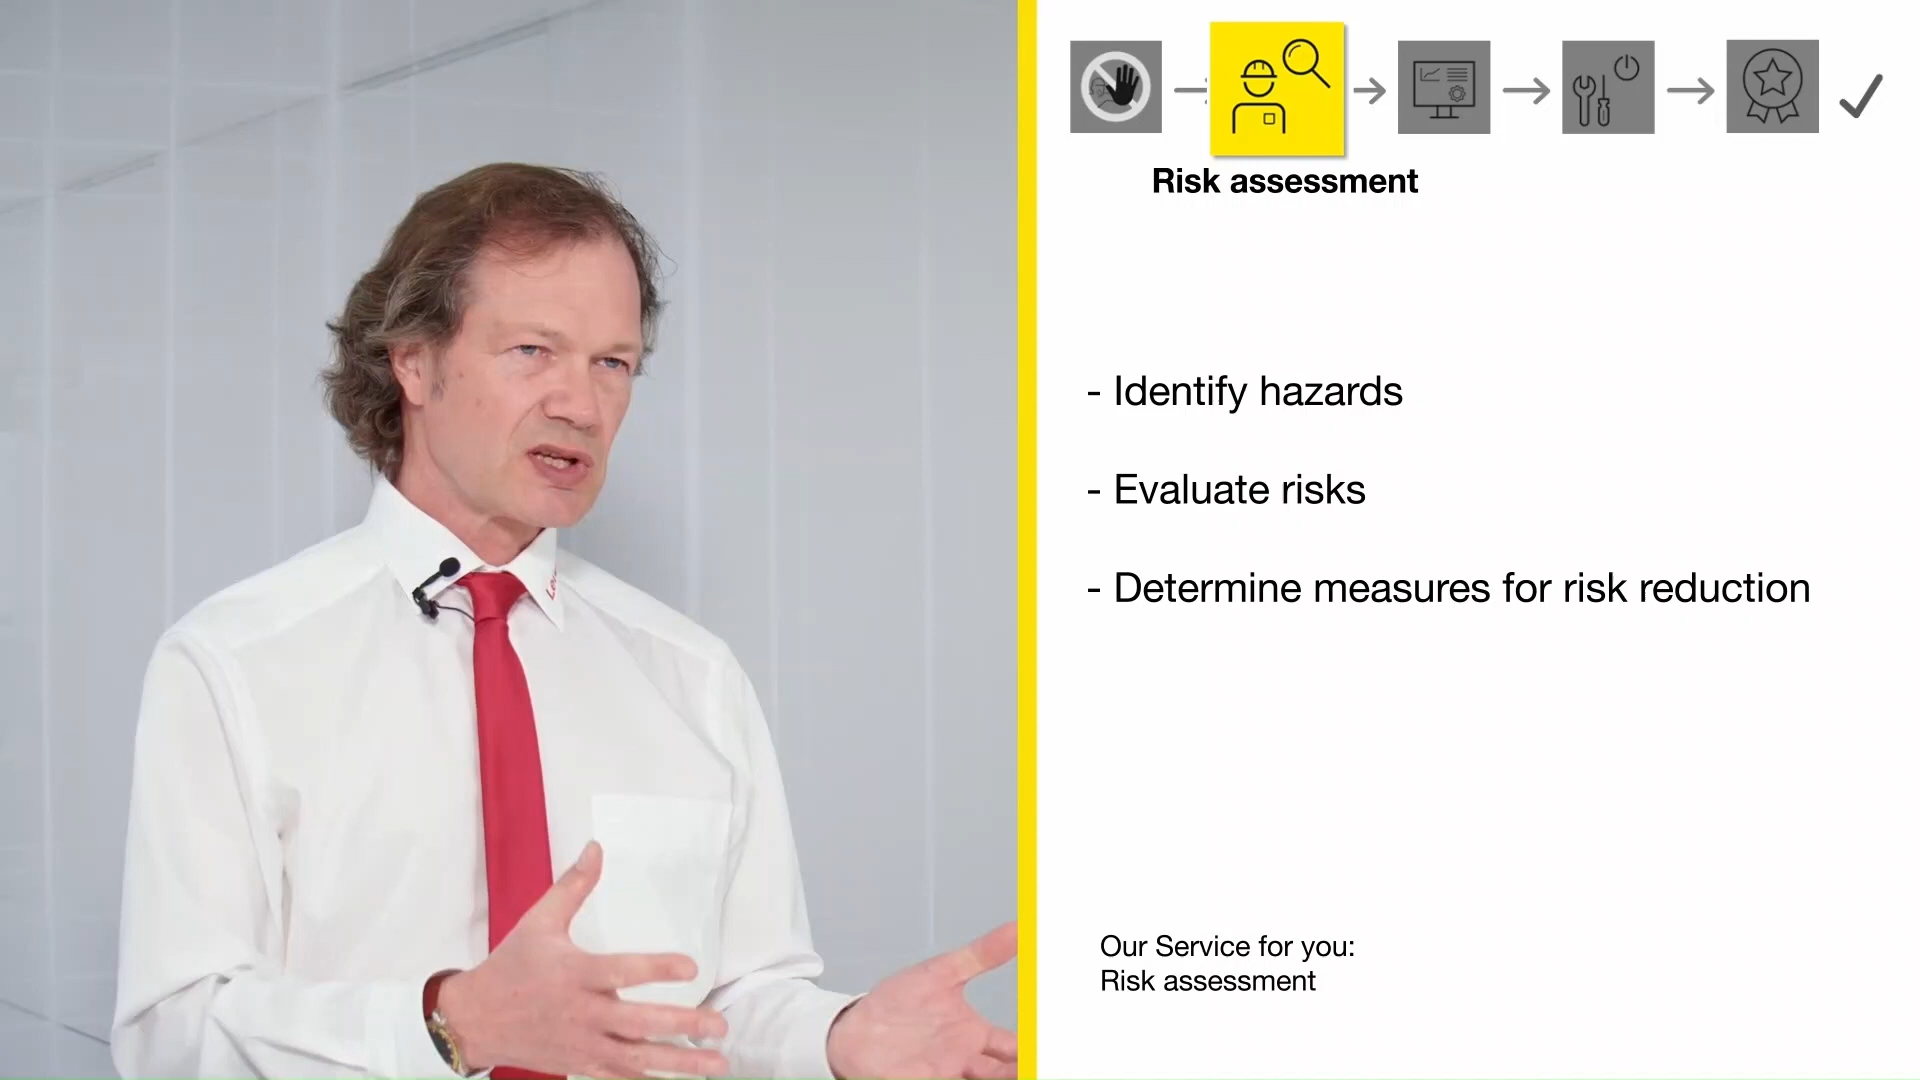 Risk assessment
- Identify hazards
- Evaluate risks
- Determine measures for risk reduction
Our Service for you:
Risk assessment